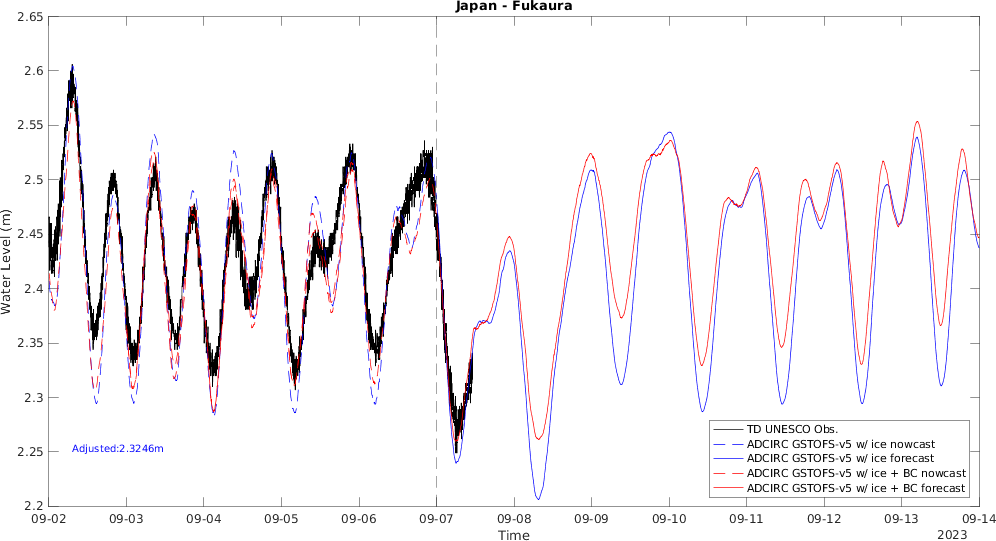 Japan - Fukaura
Water Level (m)
2.65
2.6
2.55
2.5
2.45
2.4
2.35
2.3
2.25
2.2
Adjusted:2.3246m
TD UNESCO Obs.
ADCIRC GSTOFS-v5 w/ ice nowcast
ADCIRC GSTOFS-v5 w/ ice forecast
ADCIRC GSTOFS-v5 w/ ice + BC nowcast
ADCIRC GSTOFS-v5 w/ ice + BC forecast
09-02 09-03 09-04 09-05 09-06 09-07 09-08 09-09 09-10 09-11 09-12 09-13 09-14
Time
2023